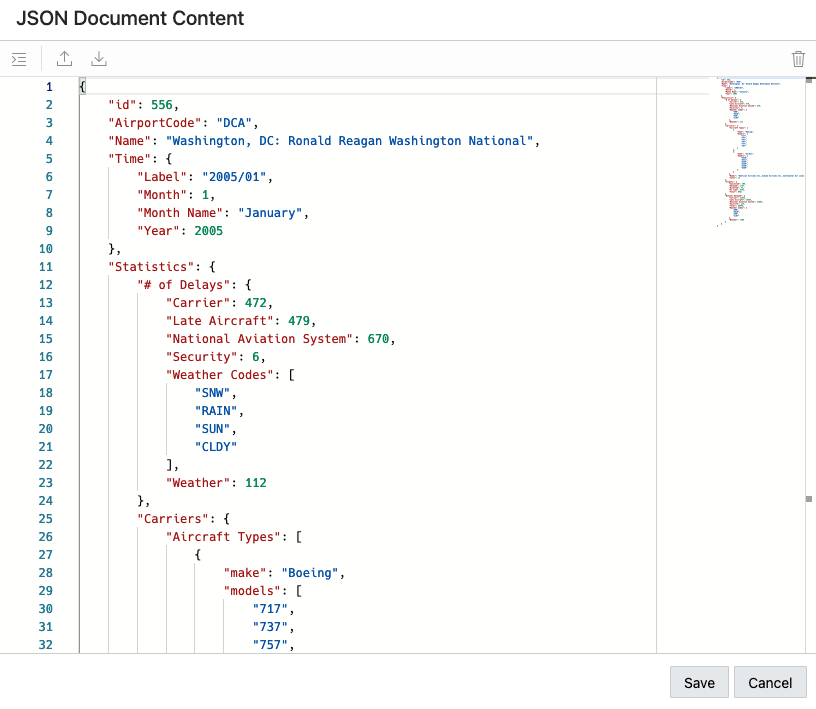 JSON Document Content
1 {
2 "id": 556,
3 "AirportCode": "DCA",
4 "Name": "Washington, DC: Ronald Reagan Washington National",
5 "Time": {
6 "Label": "2005/01",
7 "Month": 1,
8 "Month Name": "January",
9 "Year": 2005
10 },
11 "Statistics": {
12 "# of Delays": {
13 "Carrier": 472,
14 "Late Aircraft": 479,
15 "National Aviation System": 670,
16 "Security": 6,
17 "Weather Codes": [
18 "SNW",
19 "RAIN",
20 "SUN",
21 "CLDY"
22 ],
23 "Weather": 112
24 },
25 "Carriers": {
26 "Aircraft Types": [
27 {
28 "make": "Boeing",
29 "models": [
30 "717",
31 "737",
32 "757",
Save Cancel